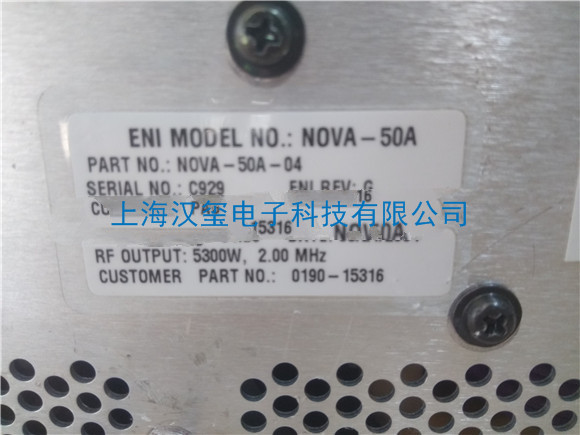 ENI MODEL NO.: NOVA-50A
PART NO.: NOVA-50A-04
SERIAL NO.: C929 ENI REV: G
16
上海汉玺电子科技有限公司
15316
RF OUTPUT: 5300W, 2.00 MHz
CUSTOMER PART NO.: 0190-15316